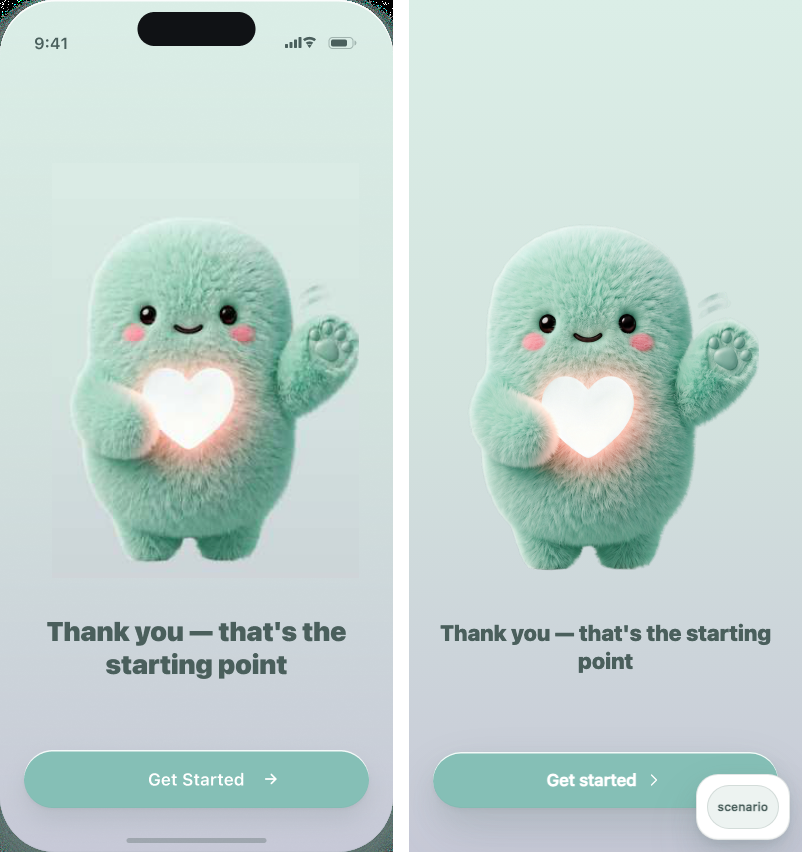 9:41
Thank you — that's the
starting point
Get Started →
Thank you — that's the starting
point
Get started >
scenario